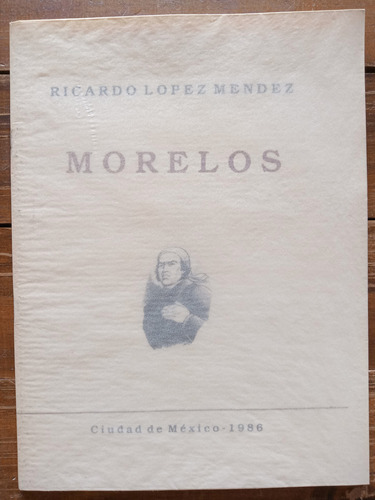 RICARDO LOPEZ MENDEZ
MORELOS
Ciudad de México - 1986